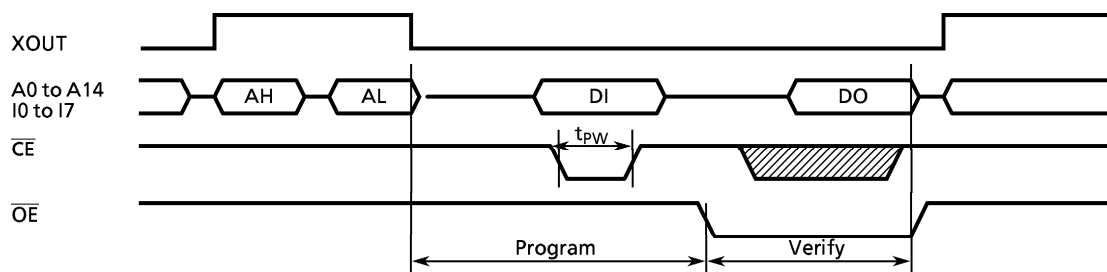 XOUT
A0 to A14
I0 to I7
AH AL DI DO
CE
tPW
OE
Program Verify